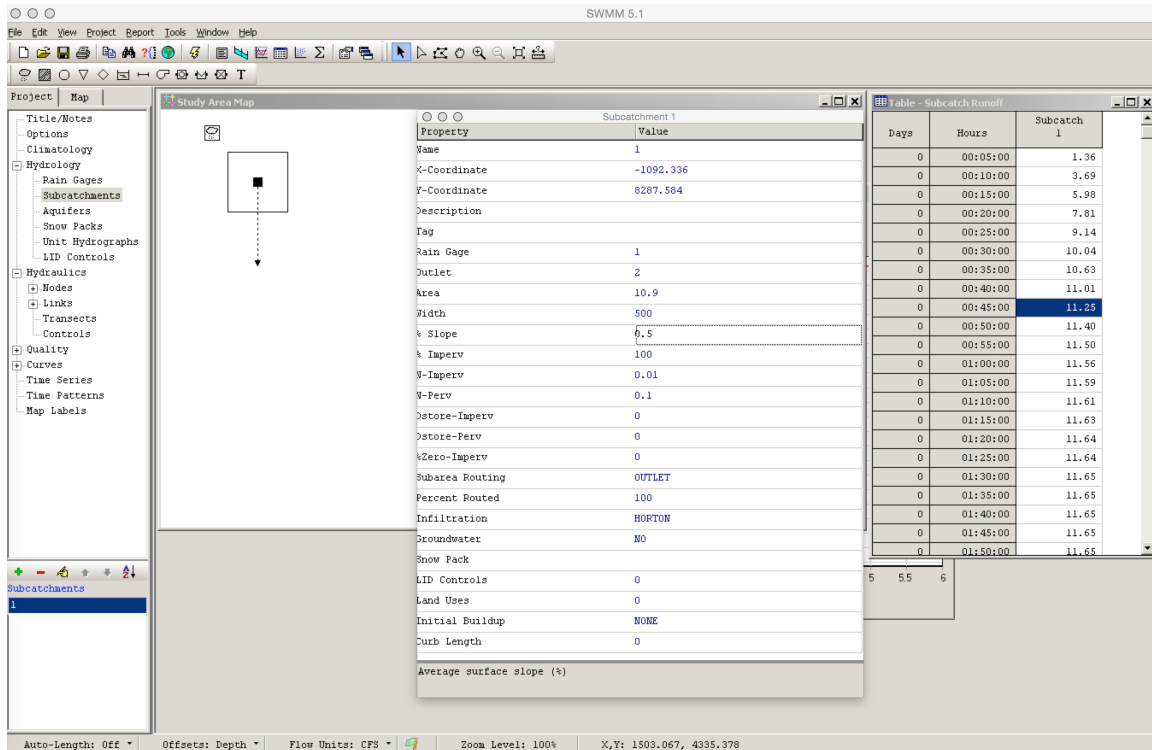 SWMM 5.1
File Edit View Project Report Tools Window Help
T
Project Map
Title/Notes
Options
Climatology
Hydrology
Rain Gages
Subcatchments
Aquifers
Snow Packs
Unit Hydrographs
LID Controls
Hydraulics
Nodes
Links
Transects
Controls
Quality
Curves
Time Series
Time Patterns
Map Labels
Subcatchments
1
Study Area Map
Subcatchment 1
Property Value
Name 1
X-Coordinate -1092.336
Y-Coordinate 8287.584
Description
Tag
Rain Gage 1
Outlet 2
Area 10.9
Width 500
% Slope 0.5
% Imperv 100
N-Imperv 0.01
N-Perv 0.1
Dstore-Imperv 0
Dstore-Perv 0
%Zero-Imperv 0
Subarea Routing OUTLET
Percent Routed 100
Infiltration HORTON
Groundwater NO
Snow Pack
LID Controls 0
Land Uses 0
Initial Buildup NONE
Curb Length 0
Average surface slope (%)
Table - Subcatch Runoff
Days Hours Subcatch 1
0 00:05:00 1.36
0 00:10:00 3.69
0 00:15:00 5.98
0 00:20:00 7.81
0 00:25:00 9.14
0 00:30:00 10.04
0 00:35:00 10.63
0 00:40:00 11.01
0 00:45:00 11.25
0 00:50:00 11.40
0 00:55:00 11.50
0 01:00:00 11.56
0 01:05:00 11.59
0 01:10:00 11.61
0 01:15:00 11.63
0 01:20:00 11.64
0 01:25:00 11.64
0 01:30:00 11.65
0 01:35:00 11.65
0 01:40:00 11.65
0 01:45:00 11.65
0 01:50:00 11.65
5 5.5 6
Auto-Length: Off Offsets: Depth Flow Units: CFS Zoom Level: 100% X,Y: 1503.067, 4335.378